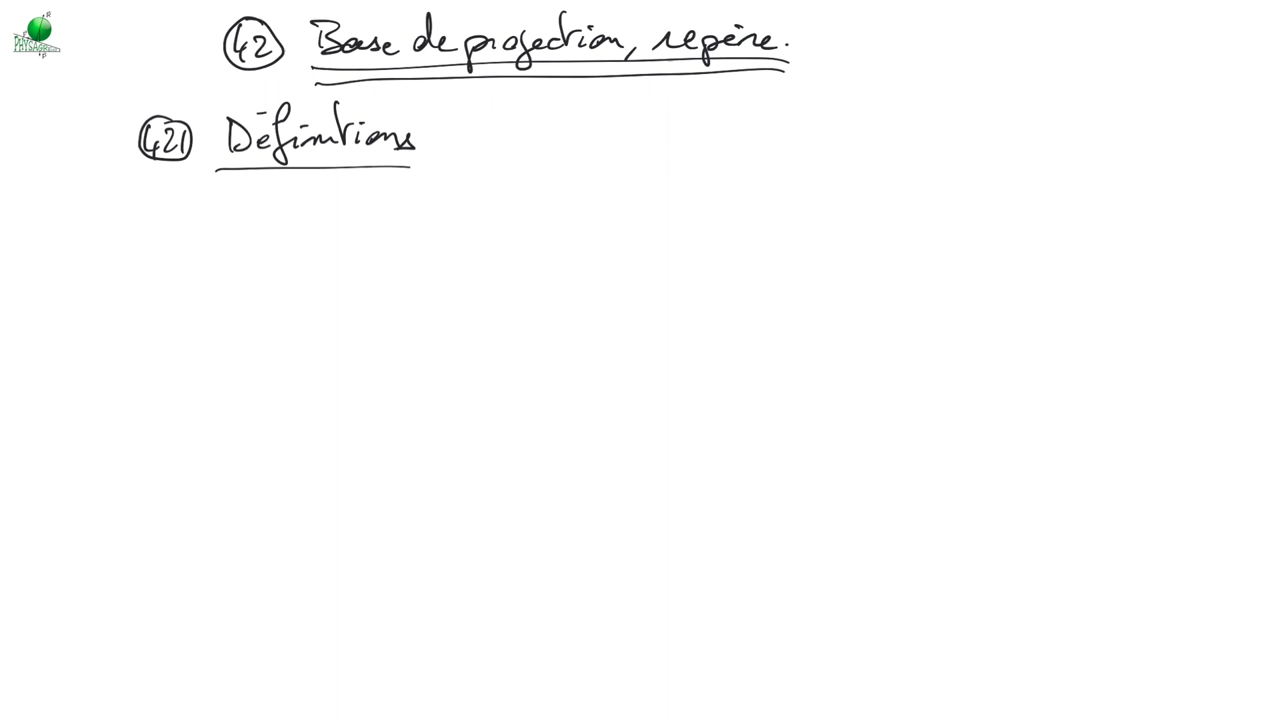 42 Base de projection, repère.
421 Définitions